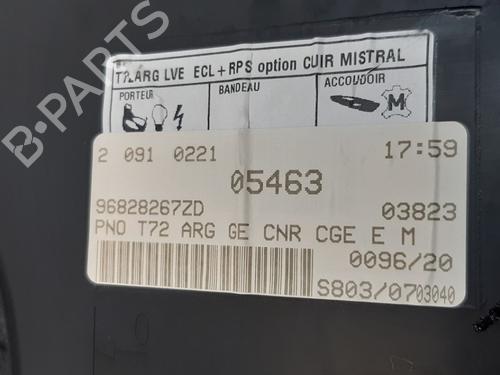 B-PARTS
T72ARG LVE ECL+RPS option CUIR MISTRAL
PORTEUR BANDEAU ACCOUDOIR
M
2 091 0221 17:59
05463
96828267ZD 03823
PNO T72 ARG GE CNR CGE E M
0096/20
S803/0703040